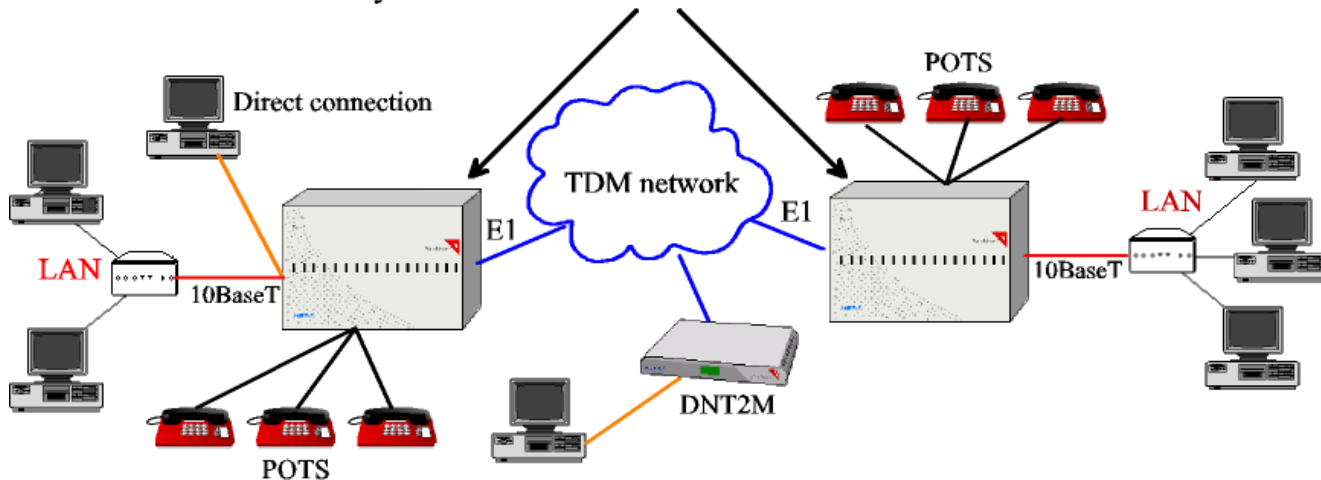 POTS
Direct connection
TDM network
LAN
E1
E1
LAN
10BaseT
10BaseT
DNT2M
POTS